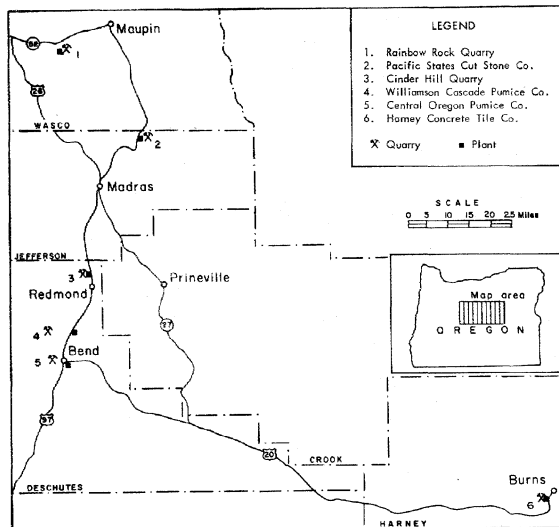 LEGEND
1. Rainbow Rock Quarry
2. Pacific States Cut Stone Co.
3. Cinder Hill Quarry
4. Williamson Cascade Pumice Co.
5. Central Oregon Pumice Co.
6. Harney Concrete Tile Co.
Quarry Plant
Maupin
1
26
WASCO
2
Madras
SCALE
0 5 10 15 20 25 Miles
JEFFERSON
3
Redmond
Prineville
Map area
OREGON
4
27
5
Bend
97
20
CROOK
DESCHUTES
Burns
6
HARNEY